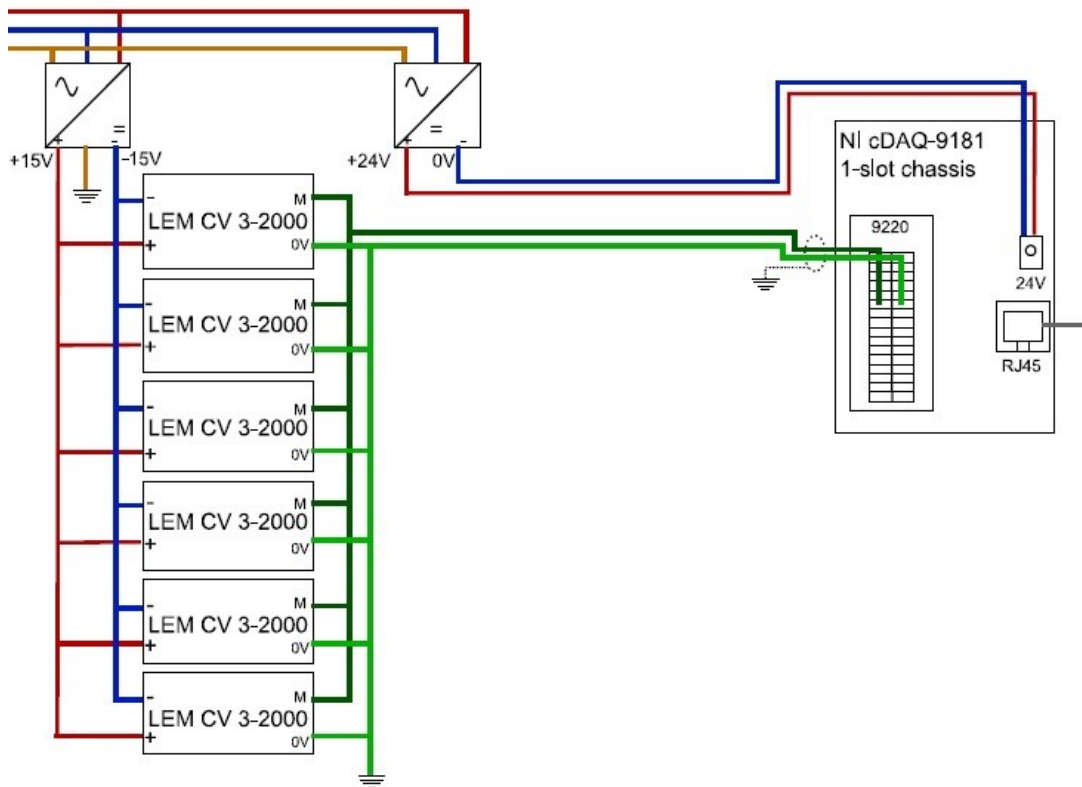 +15V
+
-
=
-15V
+24V
+
-
=
0V
NI cDAQ-9181
1-slot chassis
9220
24V
RJ45
-
M
LEM CV 3-2000
+
0V
-
M
LEM CV 3-2000
+
0V
-
M
LEM CV 3-2000
+
0V
-
M
LEM CV 3-2000
+
0V
-
M
LEM CV 3-2000
+
0V
-
M
LEM CV 3-2000
+
0V